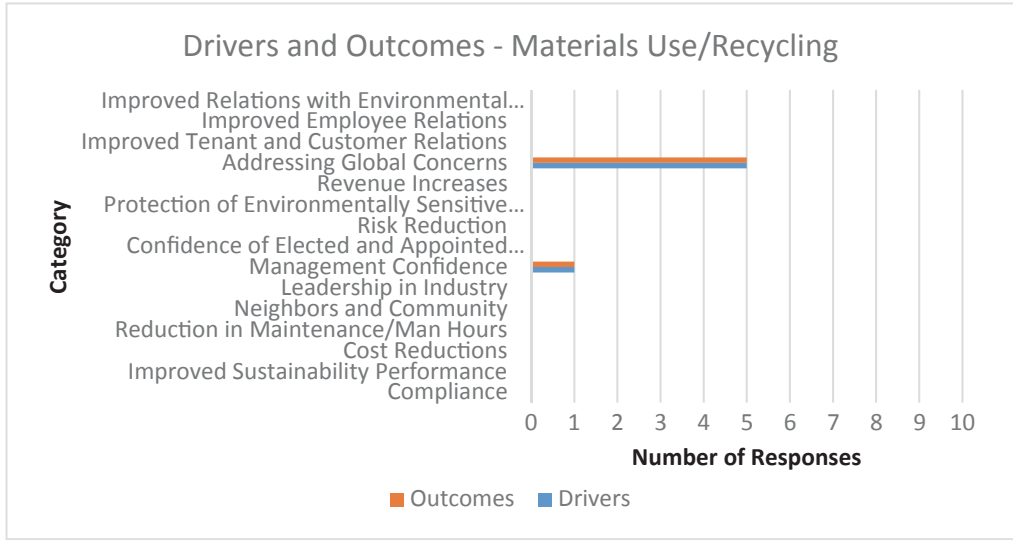 Drivers and Outcomes - Materials Use/Recycling
Improved Relations with Environmental...
Improved Employee Relations
Improved Tenant and Customer Relations
Addressing Global Concerns
Revenue Increases
Protection of Environmentally Sensitive...
Risk Reduction
Confidence of Elected and Appointed...
Management Confidence
Leadership in Industry
Neighbors and Community
Reduction in Maintenance/Man Hours
Cost Reductions
Improved Sustainability Performance
Compliance
Category
0 1 2 3 4 5 6 7 8 9 10
Number of Responses
Outcomes Drivers